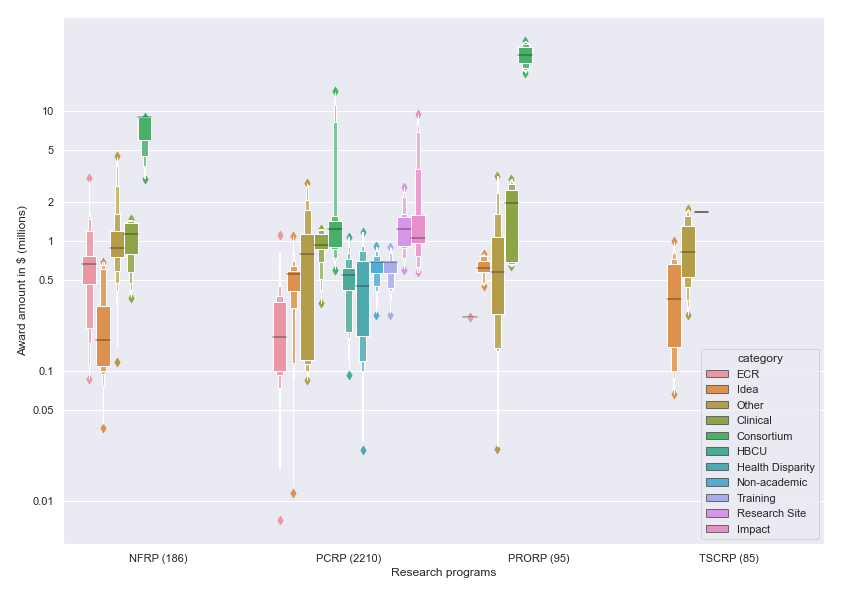 Award amount in $ (millions)
10
5
2
1
0.5
0.1
0.05
0.01
category
ECR
Idea
Other
Clinical
Consortium
HBCU
Health Disparity
Non-academic
Training
Research Site
Impact
NFRP (186)
PCRP (2210)
PRORP (95)
TSCRP (85)
Research programs